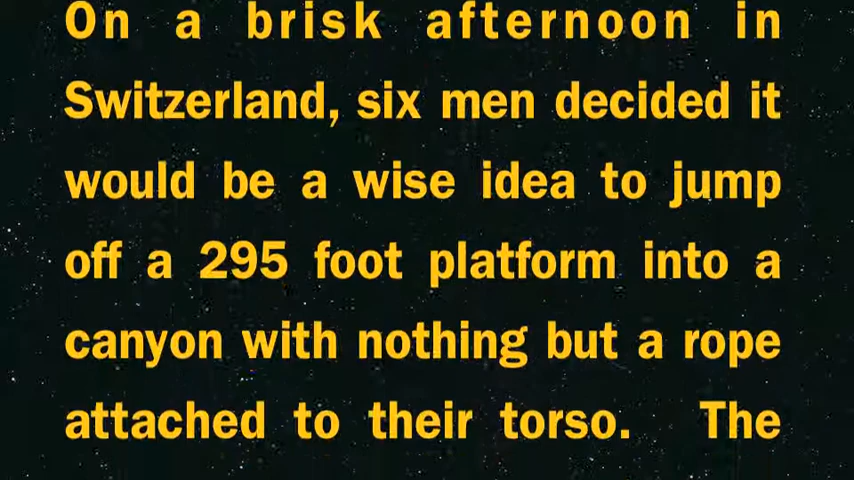 On a brisk afternoon in
Switzerland, six men decided it
would be a wise idea to jump
off a 295 foot platform into a
canyon with nothing but a rope
attached to their torso. The